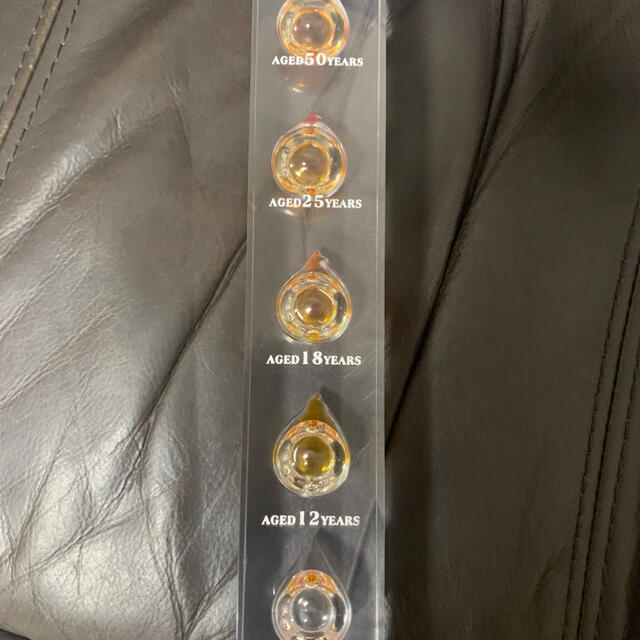 AGED 50 YEARS
AGED 25 YEARS
AGED 18 YEARS
AGED 12 YEARS